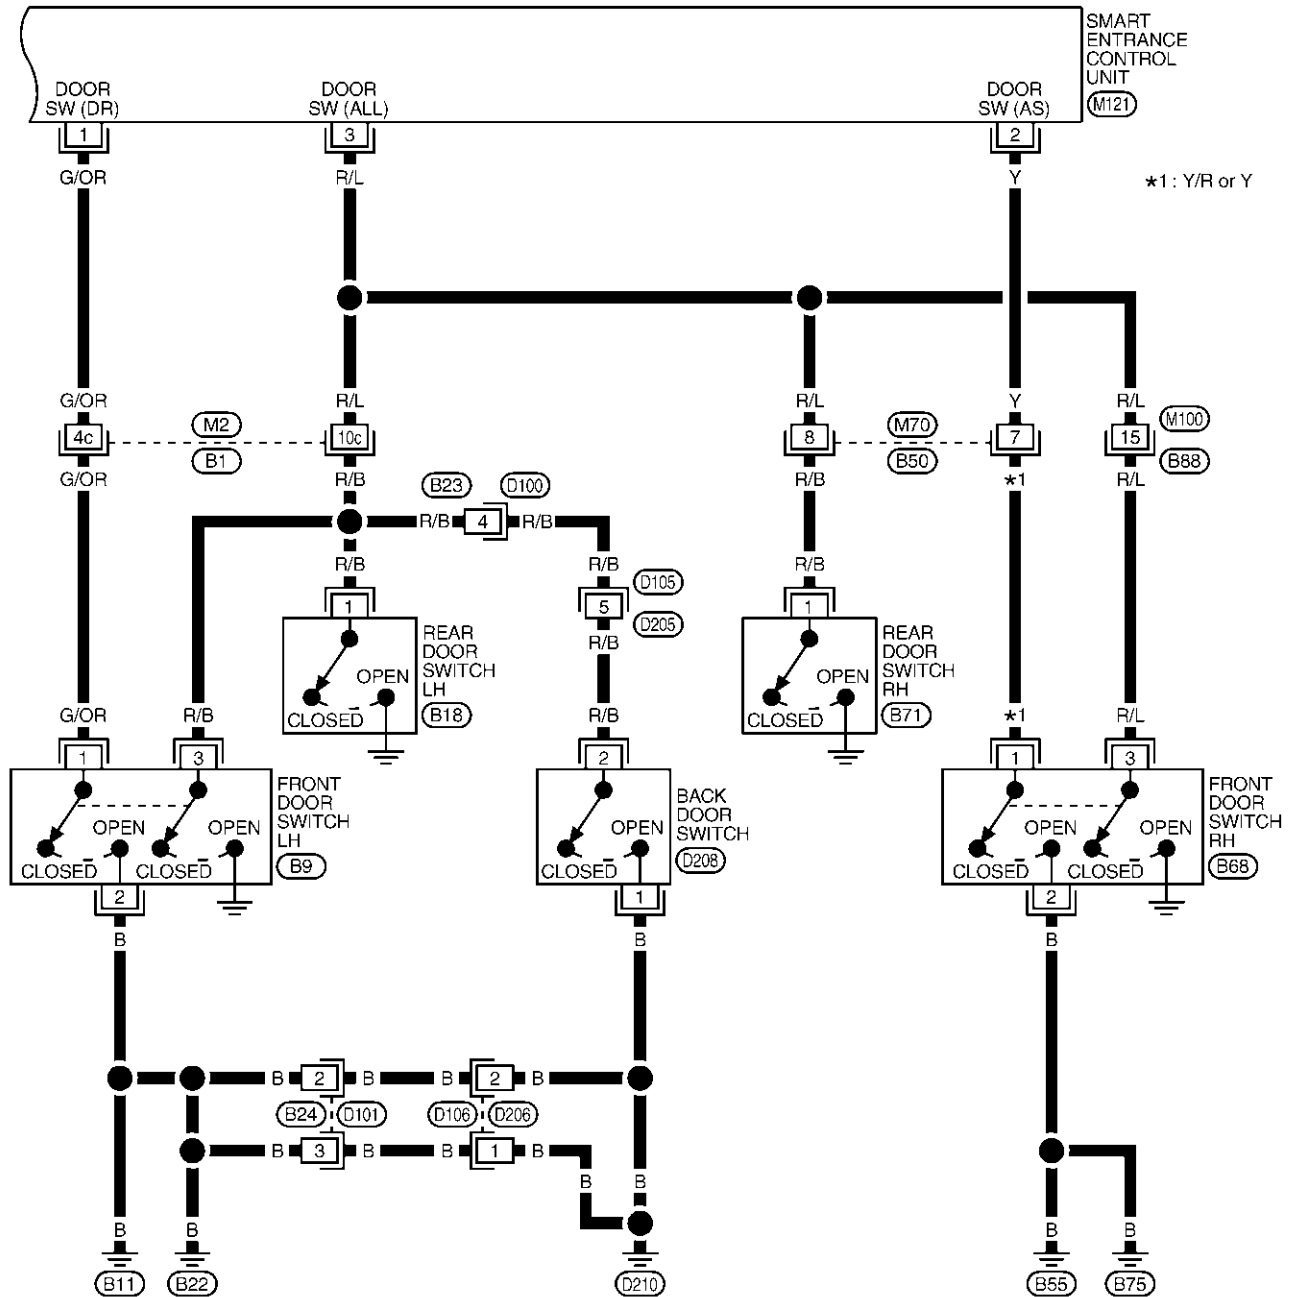 SMART
ENTRANCE
CONTROL
UNIT
M121
DOOR
SW (DR)
DOOR
SW (ALL)
DOOR
SW (AS)
1
3
2
G/OR
R/L
Y
★1 : Y/R or Y
G/OR
R/L
R/L
Y
R/L
4c
M2
B1
10c
8
M70
B50
7
15
M100
B88
G/OR
R/B
R/B
★1
R/L
B23
D100
R/B
4
R/B
R/B
R/B
R/B
D105
5
D205
R/B
1
REAR
DOOR
SWITCH
LH
B18
OPEN
CLOSED
1
REAR
DOOR
SWITCH
RH
B71
OPEN
CLOSED
G/OR
R/B
R/B
★1
R/L
1
3
FRONT
DOOR
SWITCH
LH
B9
OPEN
OPEN
CLOSED
CLOSED
2
2
BACK
DOOR
SWITCH
D208
OPEN
CLOSED
1
1
3
FRONT
DOOR
SWITCH
RH
B68
OPEN
OPEN
CLOSED
CLOSED
2
B
B
B
B
2
B
B
2
B
B24
D101
D106
D206
B
3
B
B
1
B
B
B
B
B
B
B
B11
B22
D210
B55
B75